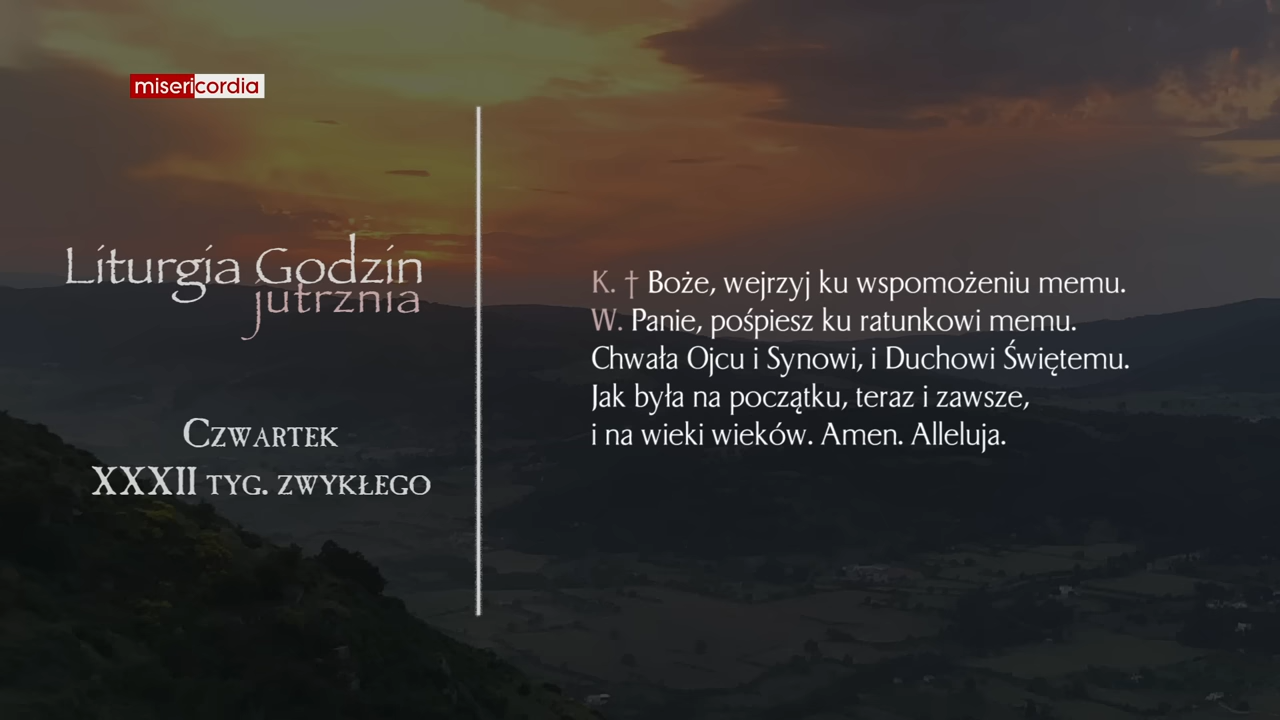 misericordia
Liturgia Godzin
jutrznia
Czwartek
XXXII tyg. zwykłego
K. † Boże, wejrzyj ku wspomożeniu memu.
W. Panie, pośpiesz ku ratunkowi memu.
Chwała Ojcu i Synowi, i Duchowi Świętemu.
Jak była na początku, teraz i zawsze,
i na wieki wieków. Amen. Alleluja.